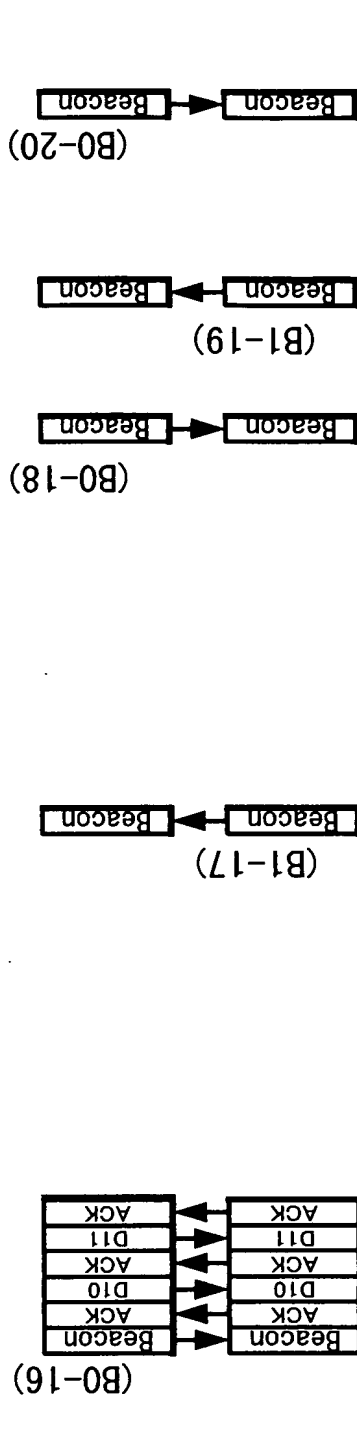 (B0-16)
Beacon Beacon
ACK ACK
D10 D10
ACK ACK
D11 D11
ACK ACK
(B1-17)
Beacon Beacon
(B0-18)
Beacon Beacon
(B1-19)
Beacon Beacon
(B0-20)
Beacon Beacon